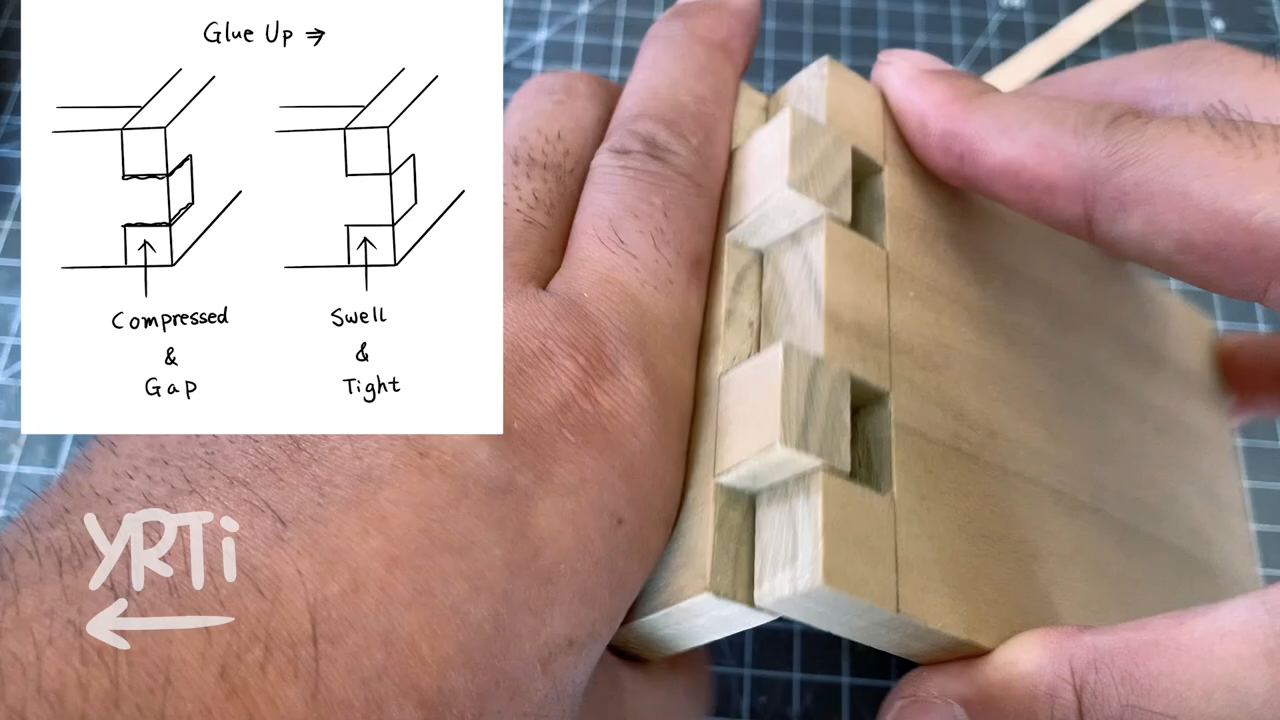 Glue Up ⇒
Compressed
&
Gap
Swell
&
Tight
YRTi
←